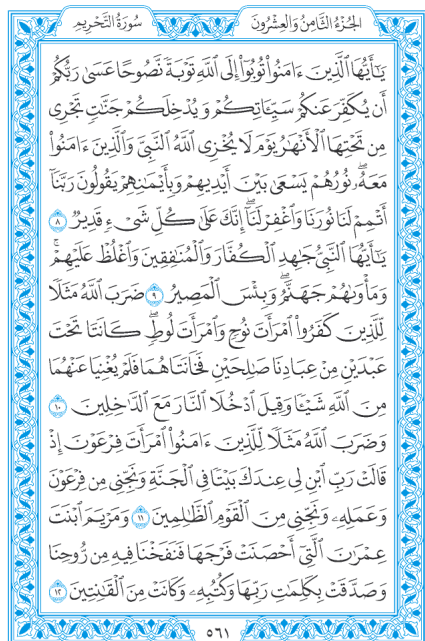 الجزء الثامن والعشرون
سورة التحريم
يَٰٓأَيُّهَا ٱلَّذِينَ ءَامَنُوا۟ تُوبُوٓا۟ إِلَى ٱللَّهِ تَوْبَةً نَّصُوحًا عَسَىٰ رَبُّكُمْ
أَن يُكَفِّرَ عَنكُمْ سَيِّـَٔاتِكُمْ وَيُدْخِلَكُمْ جَنَّٰتٍ تَجْرِى
مِن تَحْتِهَا ٱلْأَنْهَٰرُ يَوْمَ لَا يُخْزِى ٱللَّهُ ٱلنَّبِىَّ وَٱلَّذِينَ ءَامَنُوا۟
مَعَهُۥ ۖ نُورُهُمْ يَسْعَىٰ بَيْنَ أَيْدِيهِمْ وَبِأَيْمَٰنِهِمْ يَقُولُونَ رَبَّنَآ
أَتْمِمْ لَنَا نُورَنَا وَٱغْفِرْ لَنَآ ۖ إِنَّكَ عَلَىٰ كُلِّ شَىْءٍ قَدِيرٌ ٨
يَٰٓأَيُّهَا ٱلنَّبِىُّ جَٰهِدِ ٱلْكُفَّارَ وَٱلْمُنَٰفِقِينَ وَٱغْلُظْ عَلَيْهِمْ ۚ
وَمَأْوَىٰهُمْ جَهَنَّمُ ۖ وَبِئْسَ ٱلْمَصِيرُ ٩ ضَرَبَ ٱللَّهُ مَثَلًا
لِّلَّذِينَ كَفَرُوا۟ ٱمْرَأَتَ نُوحٍ وَٱمْرَأَتَ لُوطٍ ۖ كَانَتَا تَحْتَ
عَبْدَيْنِ مِنْ عِبَادِنَا صَٰلِحَيْنِ فَخَانَتَاهُمَا فَلَمْ يُغْنِيَا عَنْهُمَا
مِنَ ٱللَّهِ شَيْـًٔا وَقِيلَ ٱدْخُلَا ٱلنَّارَ مَعَ ٱلدَّٰخِلِينَ ١٠
وَضَرَبَ ٱللَّهُ مَثَلًا لِّلَّذِينَ ءَامَنُوا۟ ٱمْرَأَتَ فِرْعَوْنَ إِذْ
قَالَتْ رَبِّ ٱبْنِ لِى عِندَكَ بَيْتًا فِى ٱلْجَنَّةِ وَنَجِّنِى مِن فِرْعَوْنَ
وَعَمَلِهِۦ وَنَجِّنِى مِنَ ٱلْقَوْمِ ٱلظَّٰلِمِينَ ١١ وَمَرْيَمَ ٱبْنَتَ
عِمْرَٰنَ ٱلَّتِىٓ أَحْصَنَتْ فَرْجَهَا فَنَفَخْنَا فِيهِ مِن رُّوحِنَا
وَصَدَّقَتْ بِكَلِمَٰتِ رَبِّهَا وَكُتُبِهِۦ وَكَانَتْ مِنَ ٱلْقَٰنِتِينَ ١٢
٥٦١